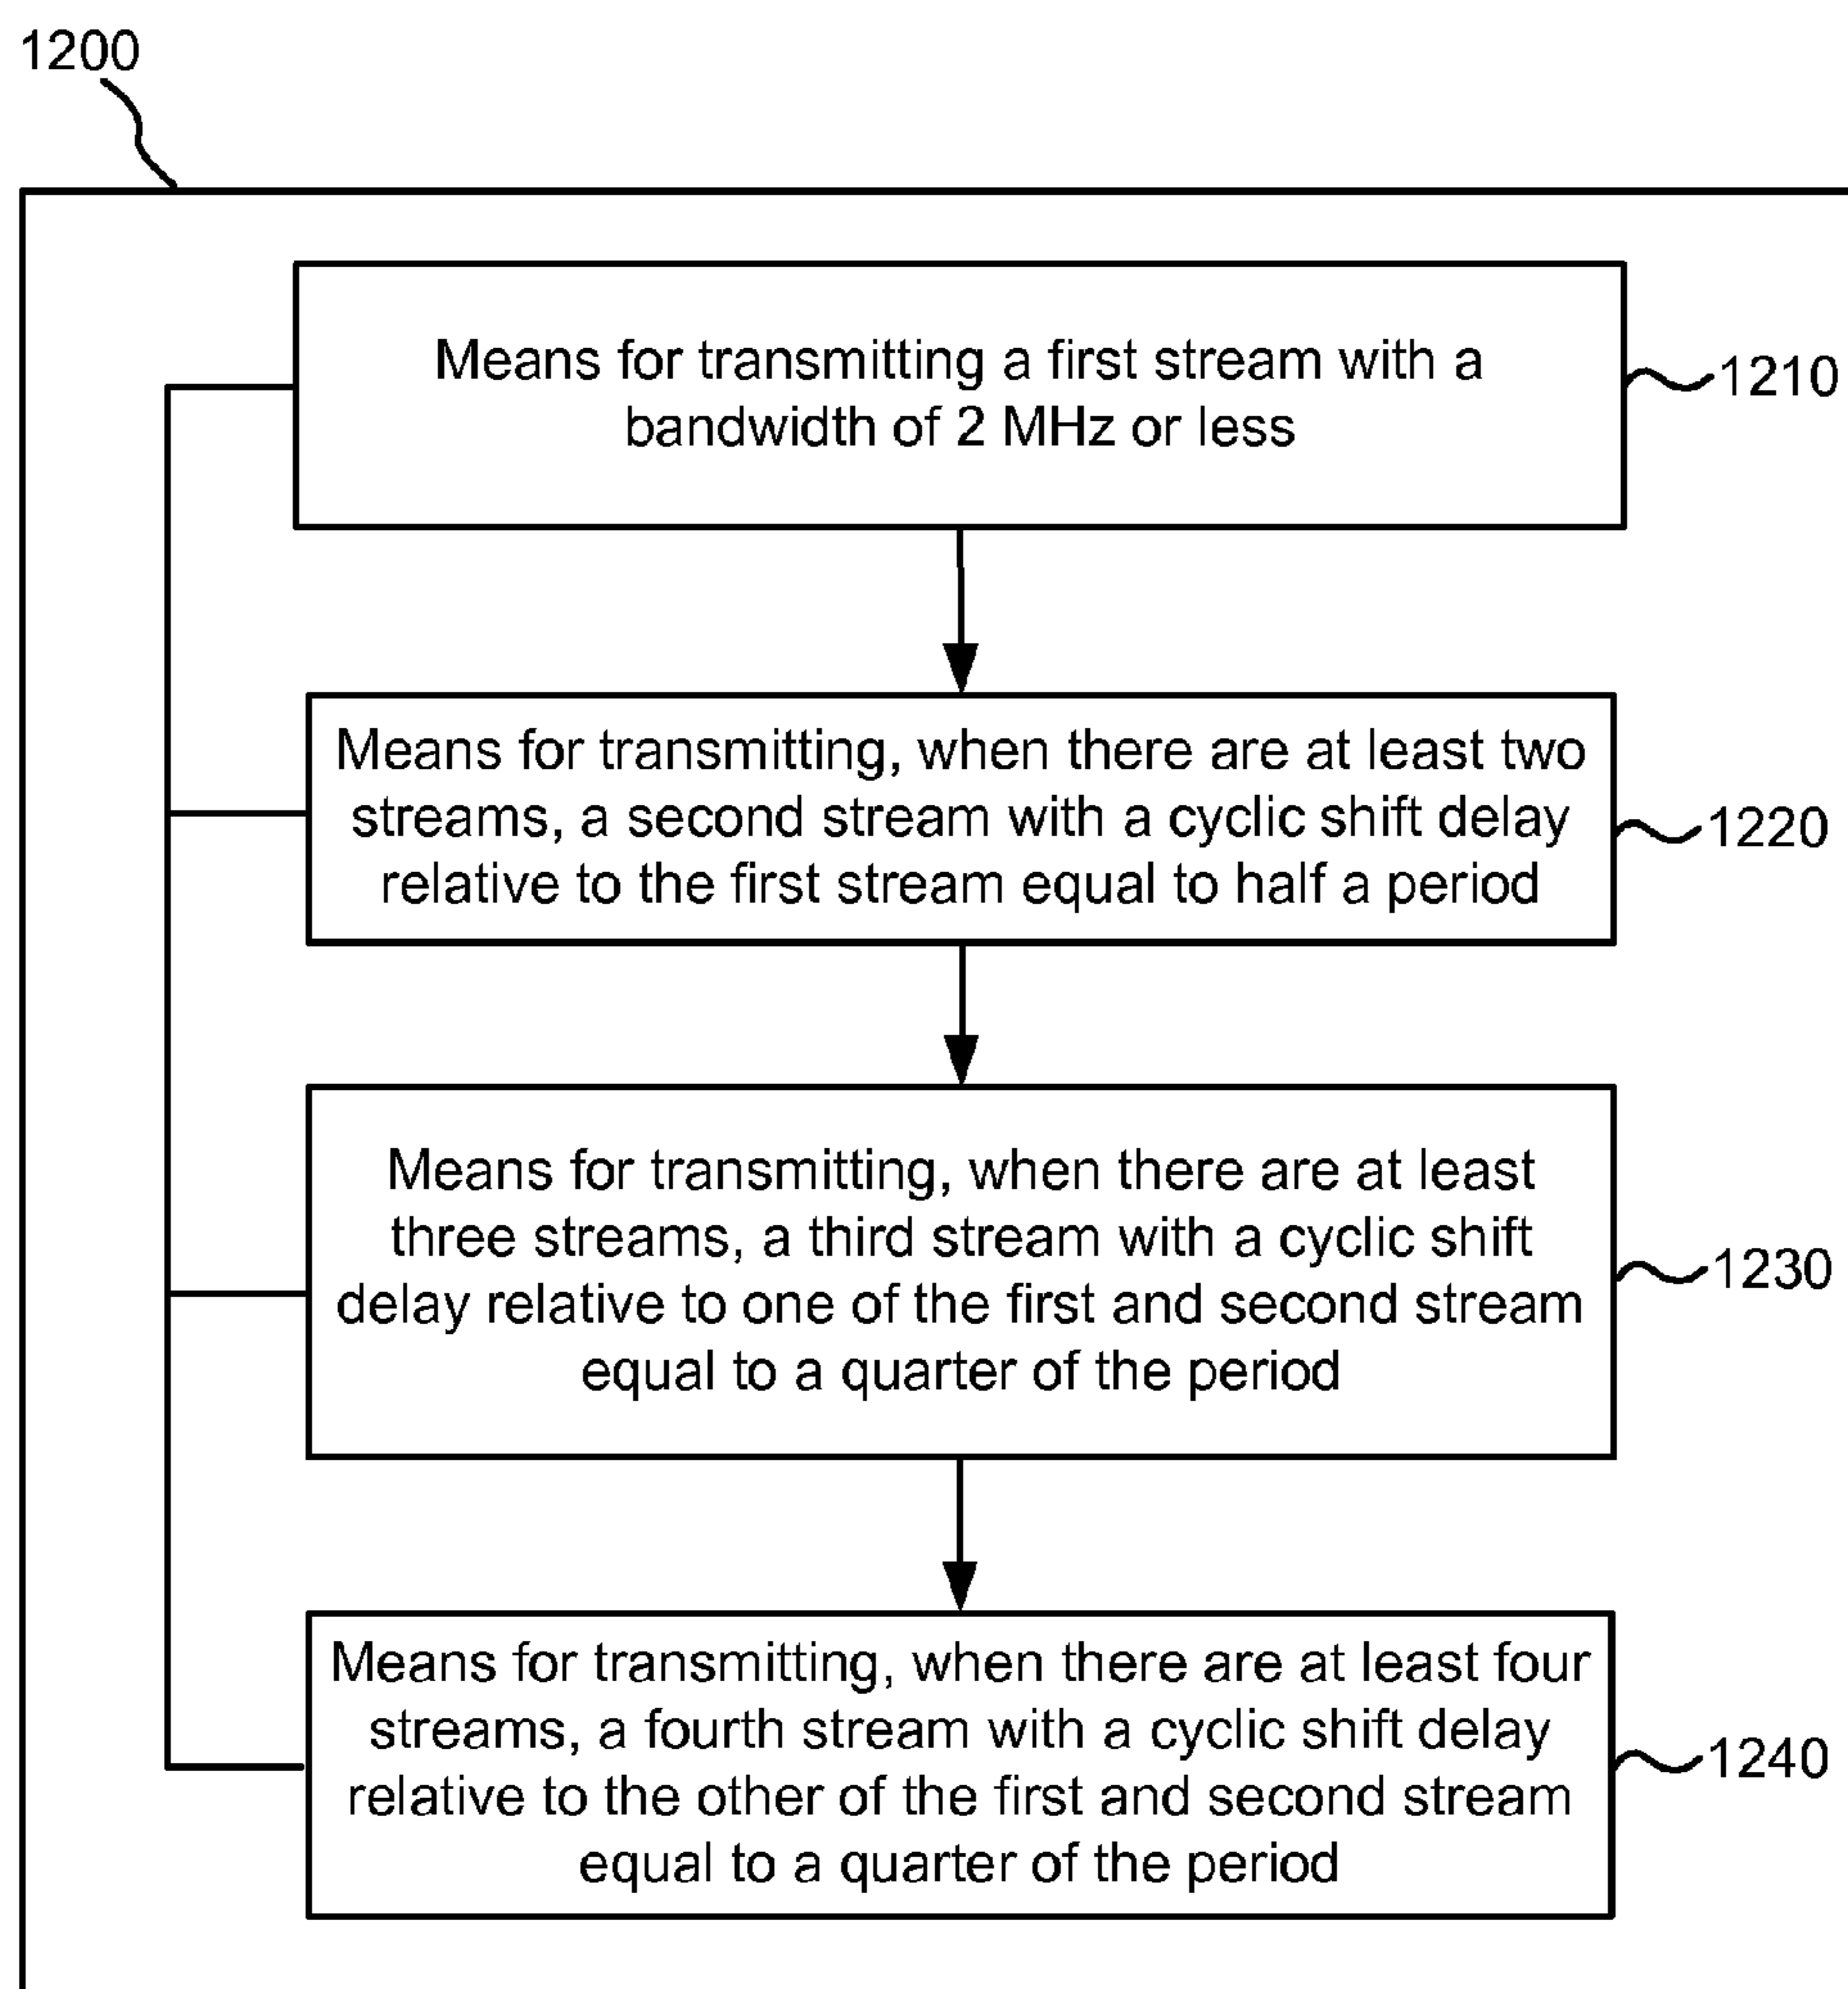 1200
Means for transmitting a first stream with a
bandwidth of 2 MHz or less
1210
Means for transmitting, when there are at least two
streams, a second stream with a cyclic shift delay
relative to the first stream equal to half a period
1220
Means for transmitting, when there are at least
three streams, a third stream with a cyclic shift
delay relative to one of the first and second stream
equal to a quarter of the period
1230
Means for transmitting, when there are at least four
streams, a fourth stream with a cyclic shift delay
relative to the other of the first and second stream
equal to a quarter of the period
1240